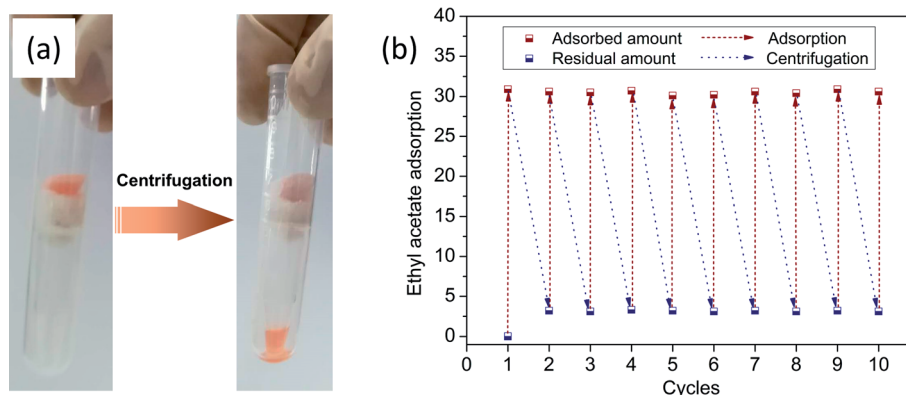 (a)
Centrifugation
(b)
Ethyl acetate adsorption
40
35
30
25
20
15
10
5
0
Adsorbed amount Adsorption
Residual amount Centrifugation
0 1 2 3 4 5 6 7 8 9 10
Cycles